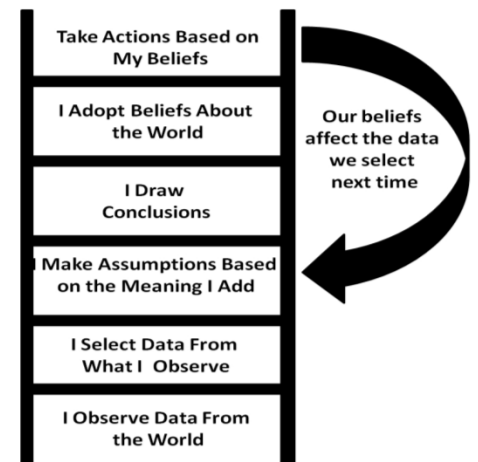 Take Actions Based on
My Beliefs
I Adopt Beliefs About
the World
I Draw
Conclusions
I Make Assumptions Based
on the Meaning I Add
I Select Data From
What I Observe
I Observe Data From
the World
Our beliefs
affect the data
we select
next time